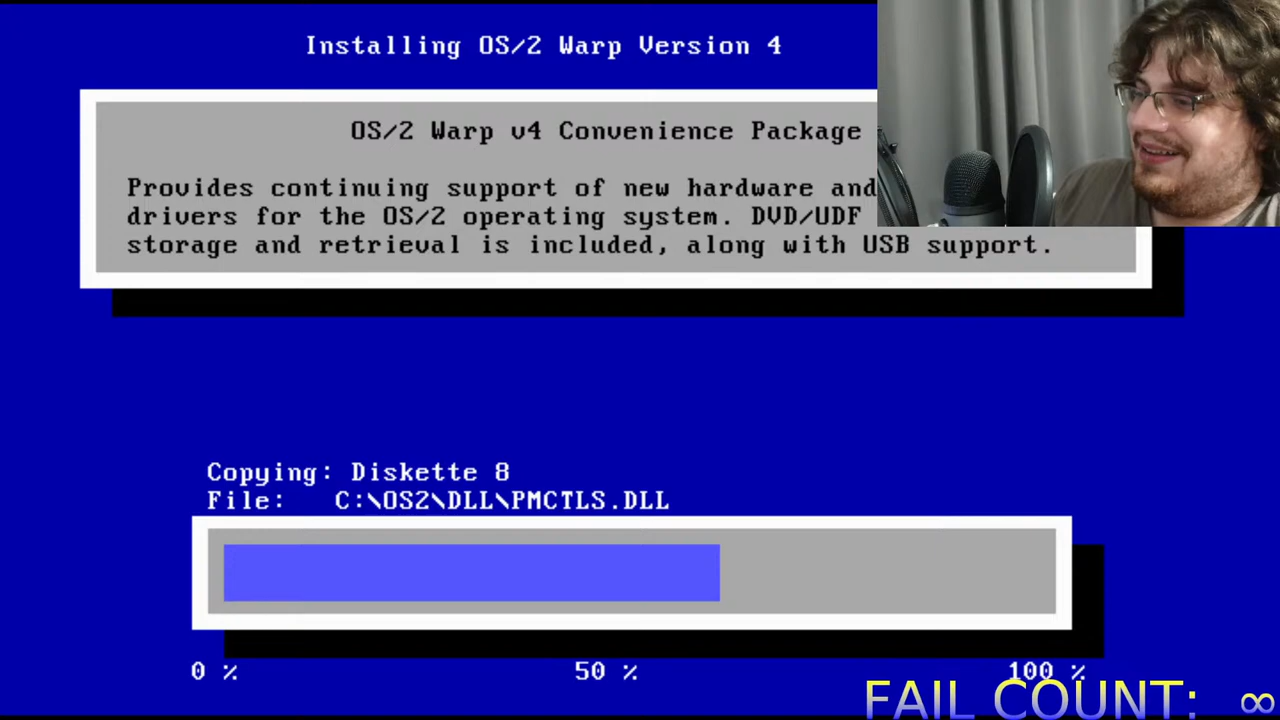 Installing OS/2 Warp Version 4
OS/2 Warp v4 Convenience Package
Provides continuing support of new hardware and
drivers for the OS/2 operating system. DVD/UDF
storage and retrieval is included, along with USB support.
Copying: Diskette 8
File: C:\OS2\DLL\PMCTLS.DLL
0 % 50 % 100 %
FAIL COUNT: ∞